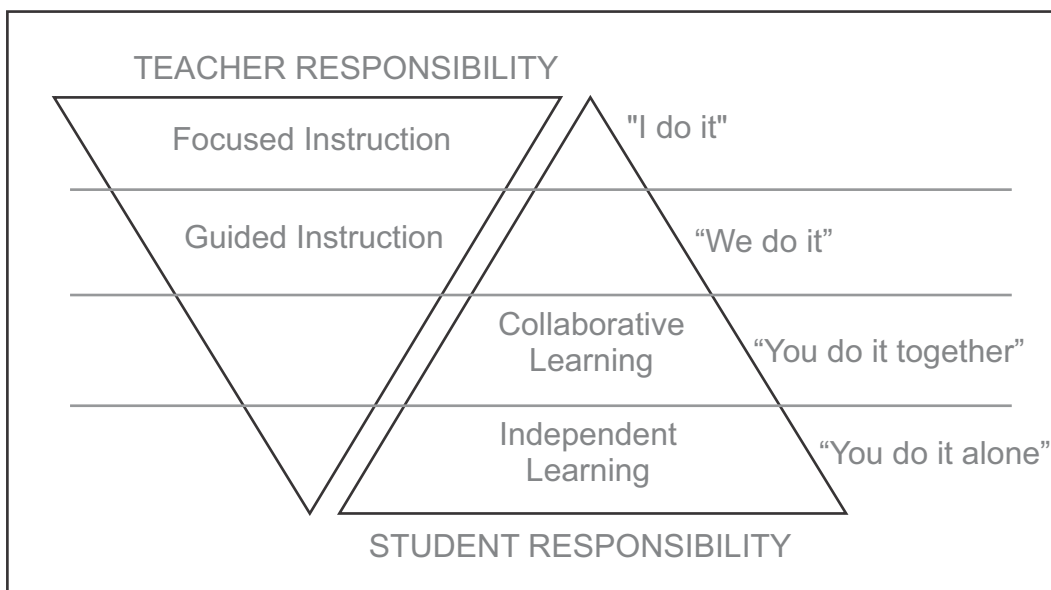 TEACHER RESPONSIBILITY
Focused Instruction
"I do it"
Guided Instruction
“We do it”
Collaborative
Learning
“You do it together”
Independent
Learning
“You do it alone”
STUDENT RESPONSIBILITY